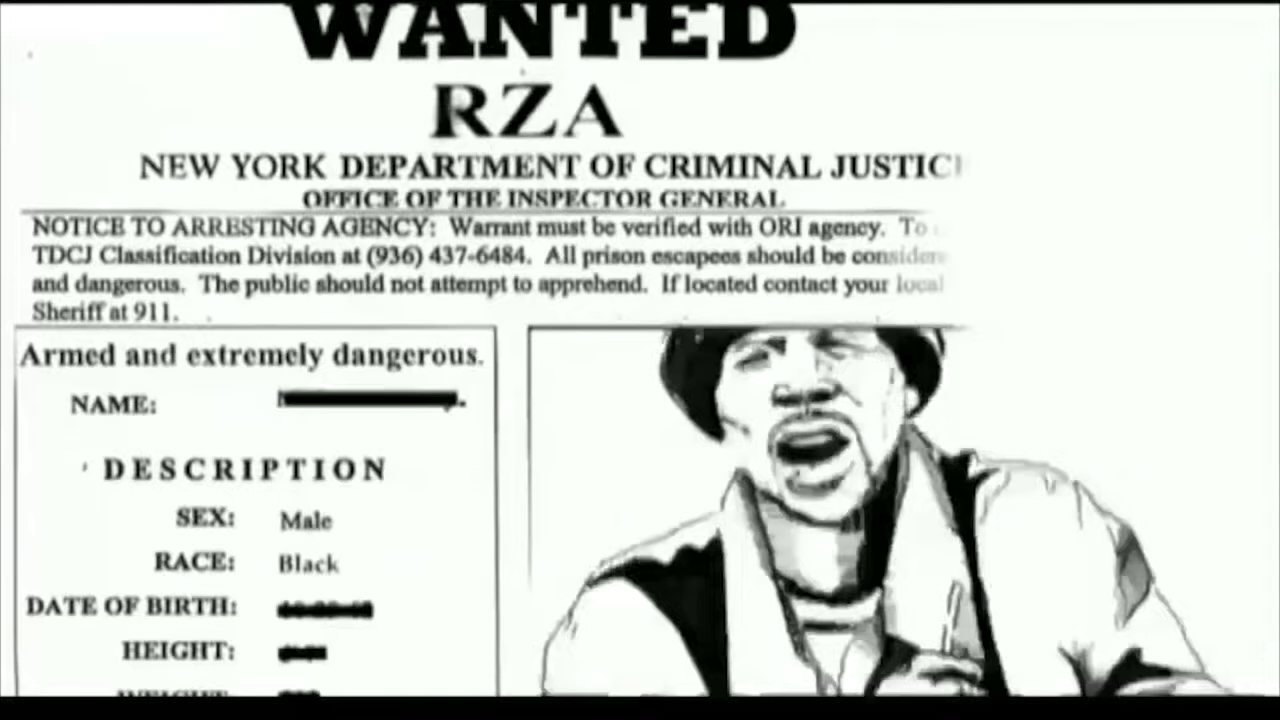 WANTED
RZA
NEW YORK DEPARTMENT OF CRIMINAL JUSTIC
OFFICE OF THE INSPECTOR GENERAL
NOTICE TO ARRESTING AGENCY: Warrant must be verified with ORI agency. To
TDCJ Classification Division at (936) 437-6484. All prison escapees should be considere
and dangerous. The public should not attempt to apprehend. If located contact your local
Sheriff at 911.
Armed and extremely dangerous.
NAME:
DESCRIPTION
SEX: Male
RACE: Black
DATE OF BIRTH:
HEIGHT: